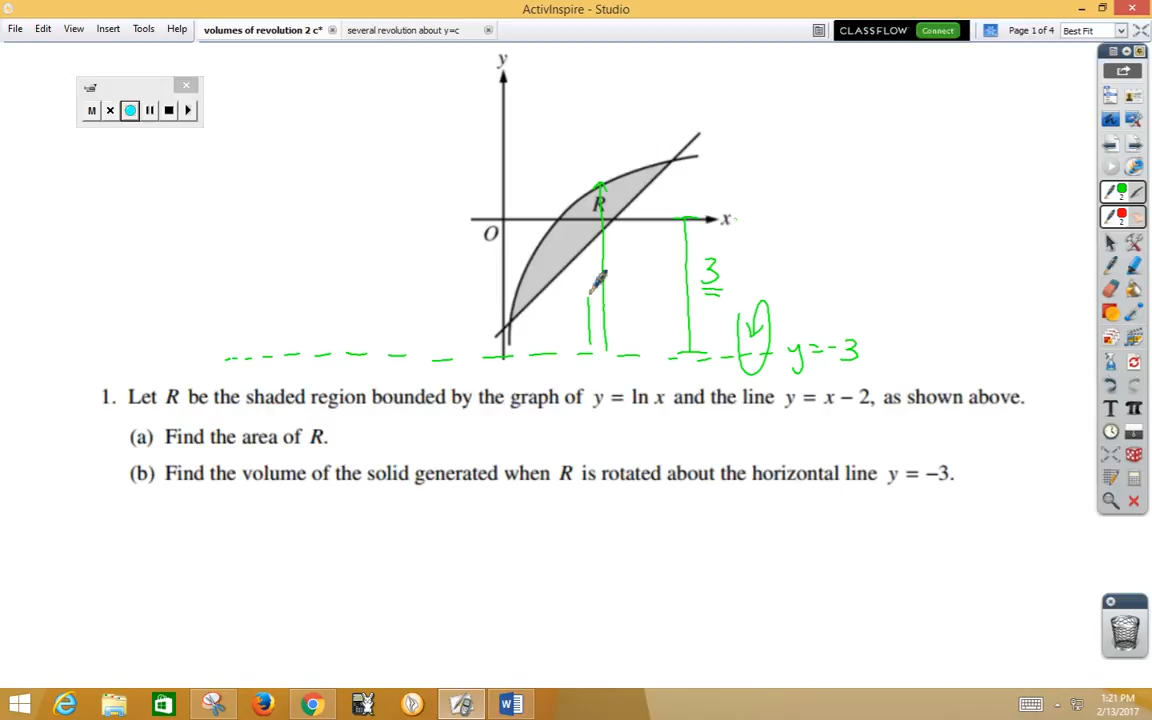 ActivInspire - Studio
File Edit View Insert Tools Help
volumes of revolution 2 c* several revolution about y=c
CLASSFLOW Connect
Page 1 of 4 Best Fit
M
y
R
O
x
3
y=-3
1. Let R be the shaded region bounded by the graph of y = ln x and the line y = x − 2, as shown above.
(a) Find the area of R.
(b) Find the volume of the solid generated when R is rotated about the horizontal line y = −3.
2
2
T π
1:21 PM
2/13/2017